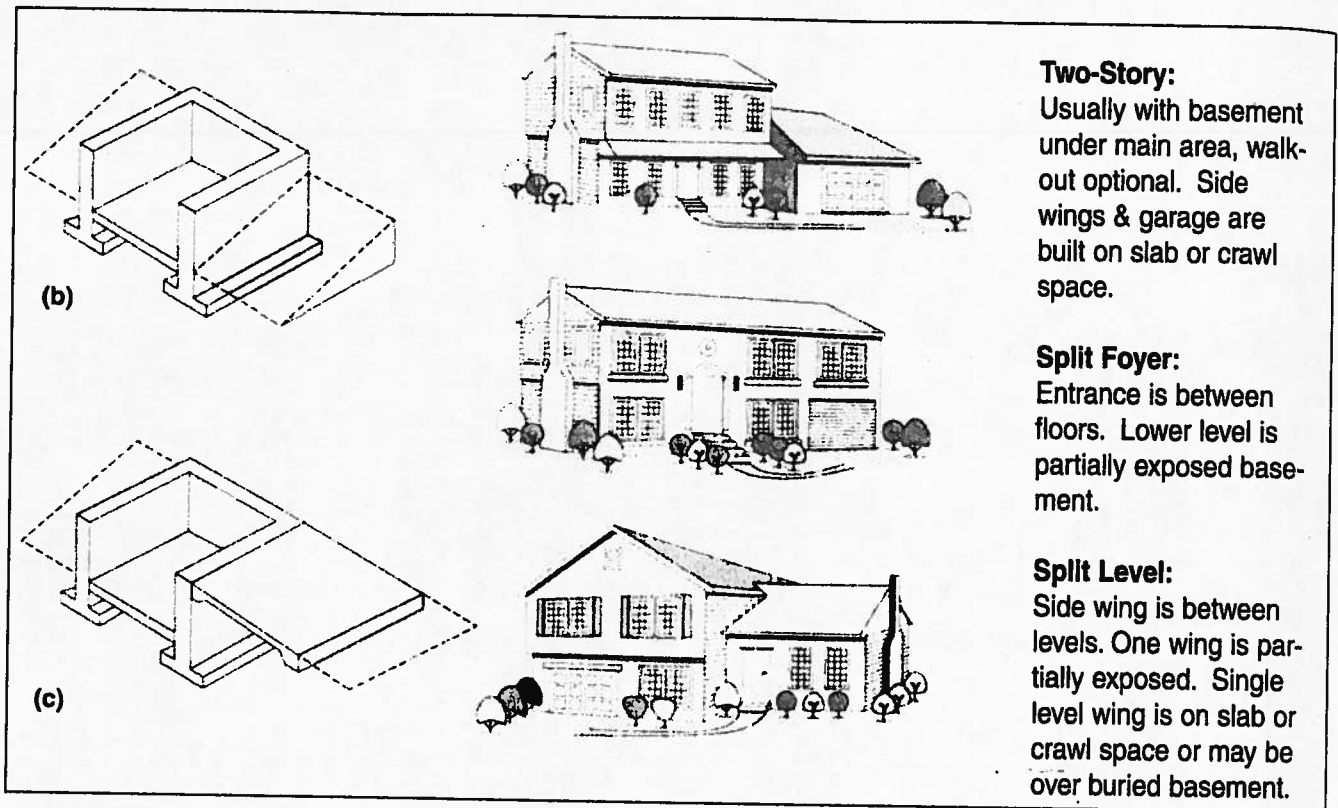 (b)
(c)
Two-Story:
Usually with basement
under main area, walk-
out optional. Side
wings & garage are
built on slab or crawl
space.
Split Foyer:
Entrance is between
floors. Lower level is
partially exposed base-
ment.
Split Level:
Side wing is between
levels. One wing is par-
tially exposed. Single
level wing is on slab or
crawl space or may be
over buried basement.